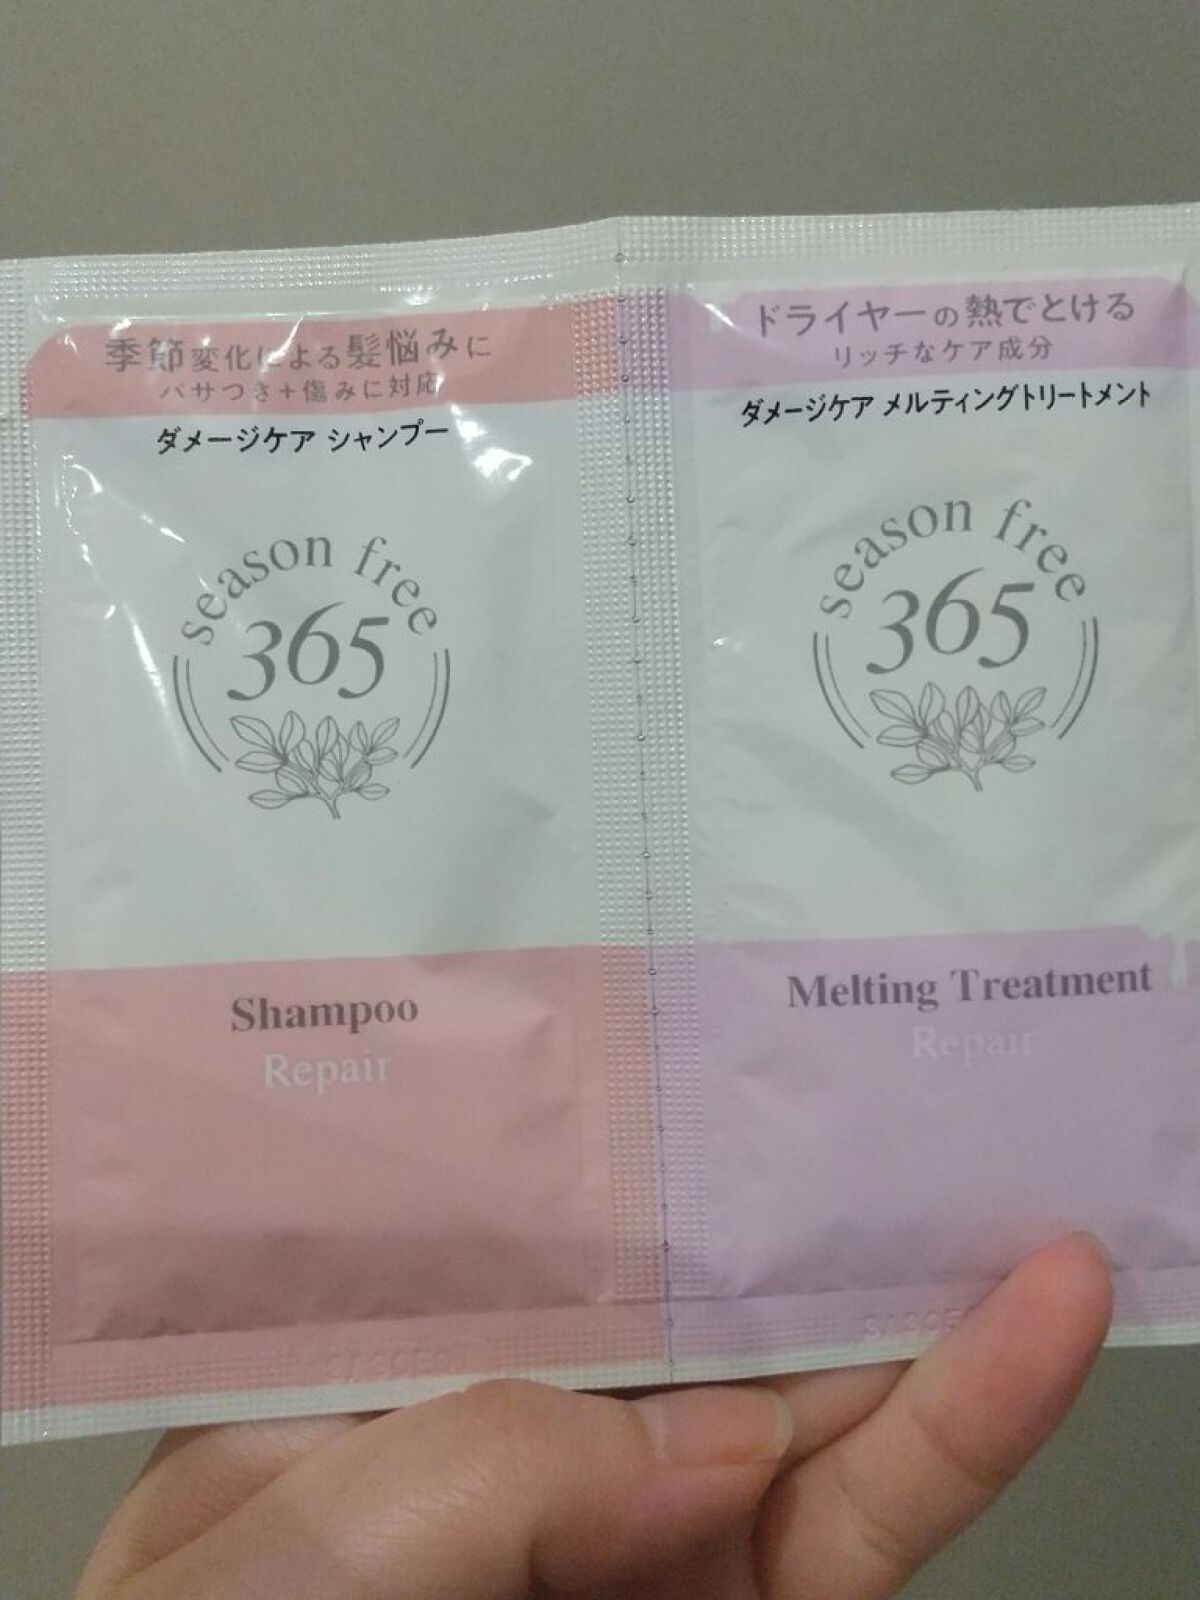 季節変化による髪悩みに
パサつき+傷みに対応
ダメージケア シャンプー
season free
365
Shampoo
Repair
ドライヤーの熱でとける
リッチなケア成分
ダメージケア メルティングトリートメント
season free
365
Melting Treatment
Repair